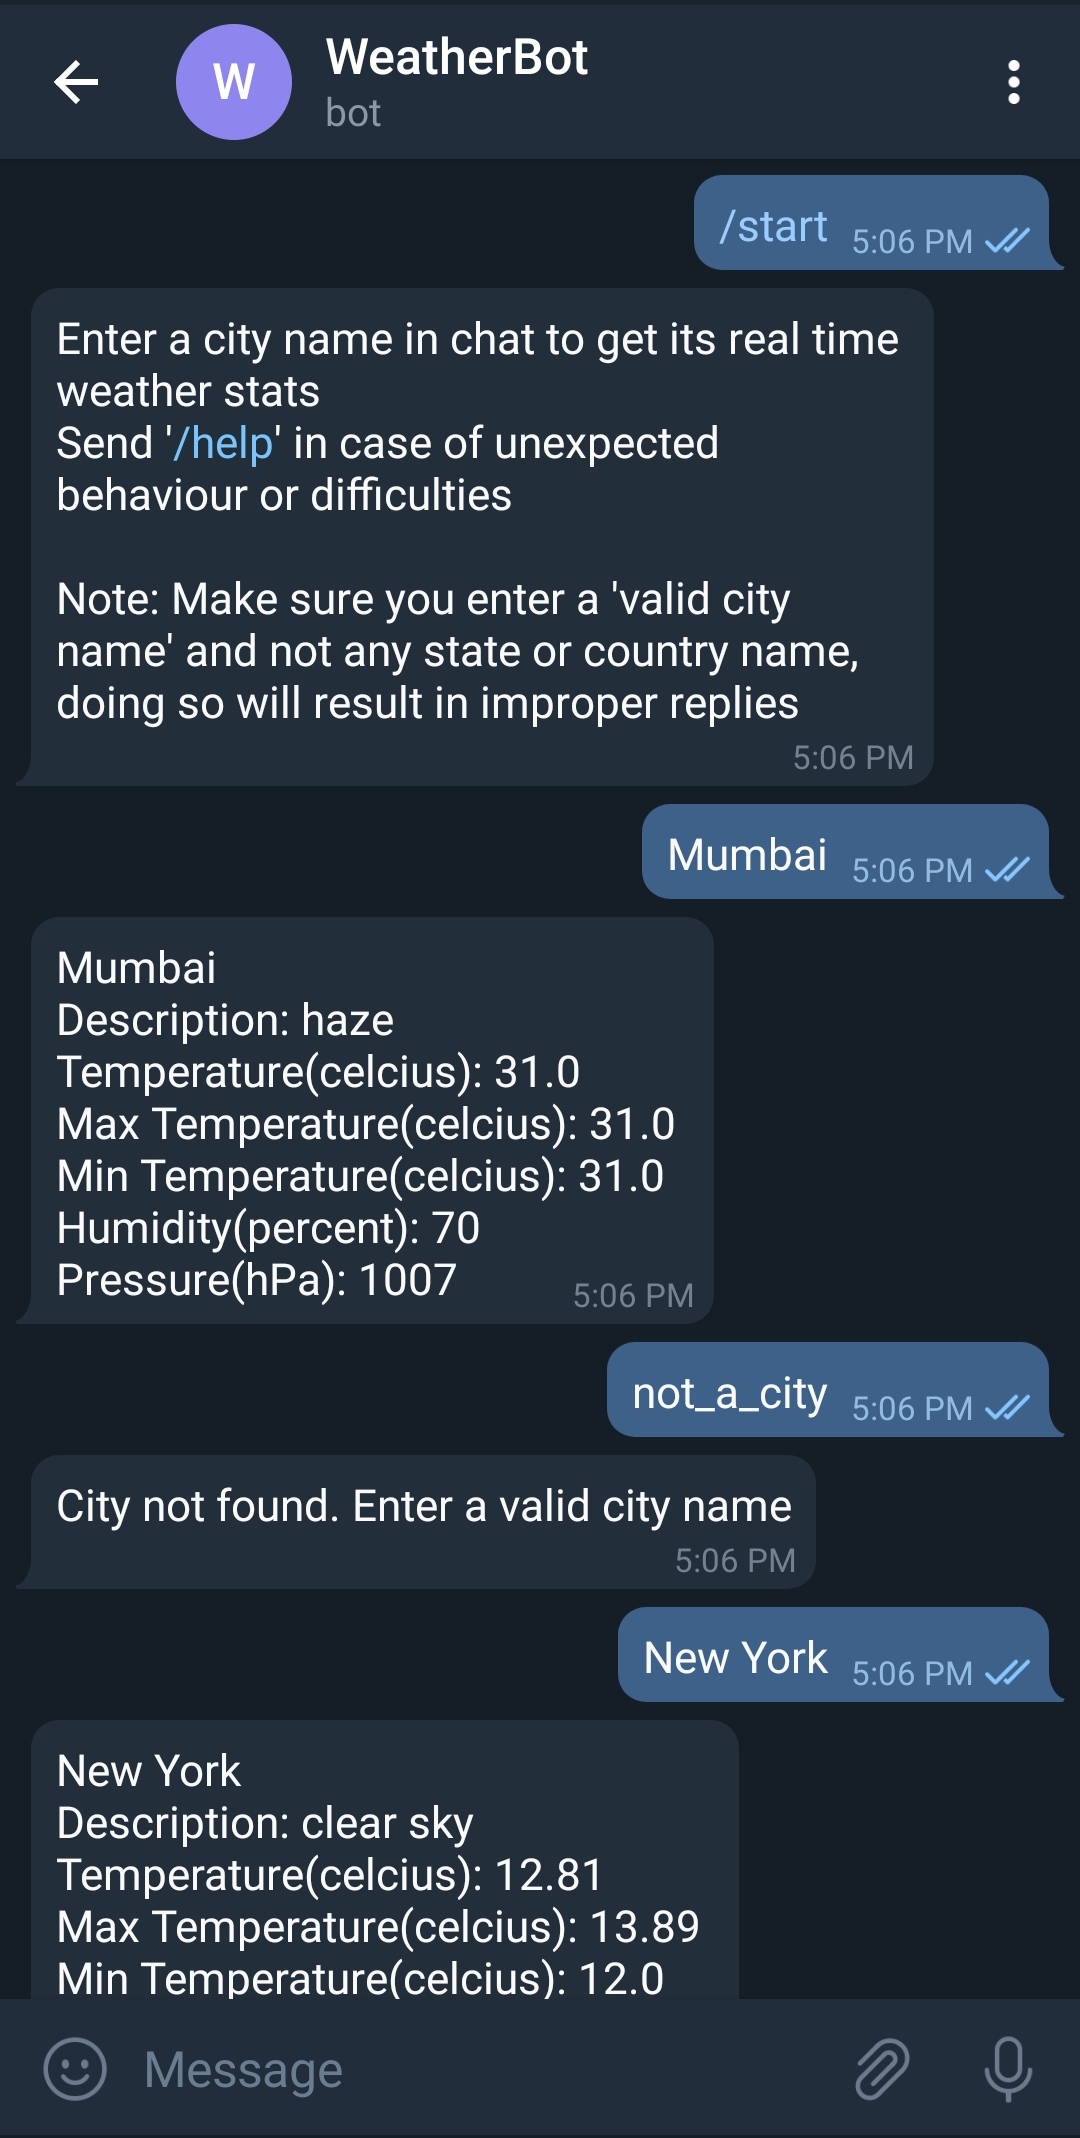 W
WeatherBot
bot
/start 5:06 PM
Enter a city name in chat to get its real time
weather stats
Send '/help' in case of unexpected
behaviour or difficulties
Note: Make sure you enter a 'valid city
name' and not any state or country name,
doing so will result in improper replies
5:06 PM
Mumbai 5:06 PM
Mumbai
Description: haze
Temperature(celcius): 31.0
Max Temperature(celcius): 31.0
Min Temperature(celcius): 31.0
Humidity(percent): 70
Pressure(hPa): 1007 5:06 PM
not_a_city 5:06 PM
City not found. Enter a valid city name
5:06 PM
New York 5:06 PM
New York
Description: clear sky
Temperature(celcius): 12.81
Max Temperature(celcius): 13.89
Min Temperature(celcius): 12.0
Message